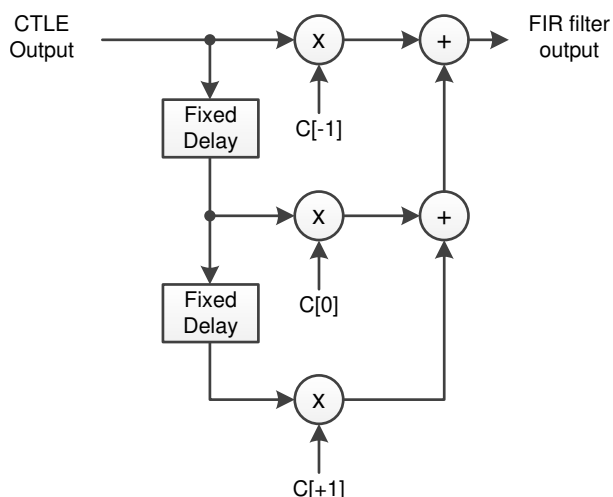 CTLE
Output
x
+
FIR filter
output
Fixed
Delay
C[-1]
x
+
Fixed
Delay
C[0]
x
C[+1]